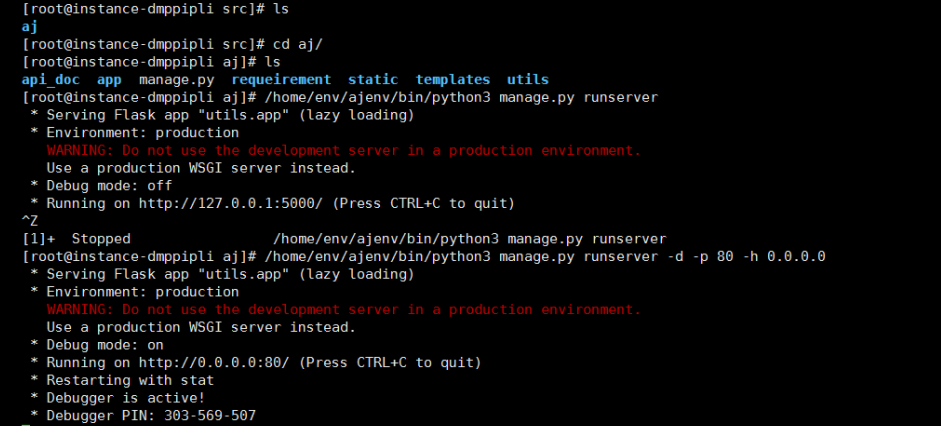 [root@instance-dmppipli src]# ls
aj
[root@instance-dmppipli src]# cd aj/
[root@instance-dmppipli aj]# ls
api_doc  app  manage.py  requeirement  static  templates  utils
[root@instance-dmppipli aj]# /home/env/ajenv/bin/python3 manage.py runserver
 * Serving Flask app "utils.app" (lazy loading)
 * Environment: production
   WARNING: Do not use the development server in a production environment.
   Use a production WSGI server instead.
 * Debug mode: off
 * Running on http://127.0.0.1:5000/ (Press CTRL+C to quit)
^Z
[1]+  Stopped                 /home/env/ajenv/bin/python3 manage.py runserver
[root@instance-dmppipli aj]# /home/env/ajenv/bin/python3 manage.py runserver -d -p 80 -h 0.0.0.0
 * Serving Flask app "utils.app" (lazy loading)
 * Environment: production
   WARNING: Do not use the development server in a production environment.
   Use a production WSGI server instead.
 * Debug mode: on
 * Running on http://0.0.0.0:80/ (Press CTRL+C to quit)
 * Restarting with stat
 * Debugger is active!
 * Debugger PIN: 303-569-507